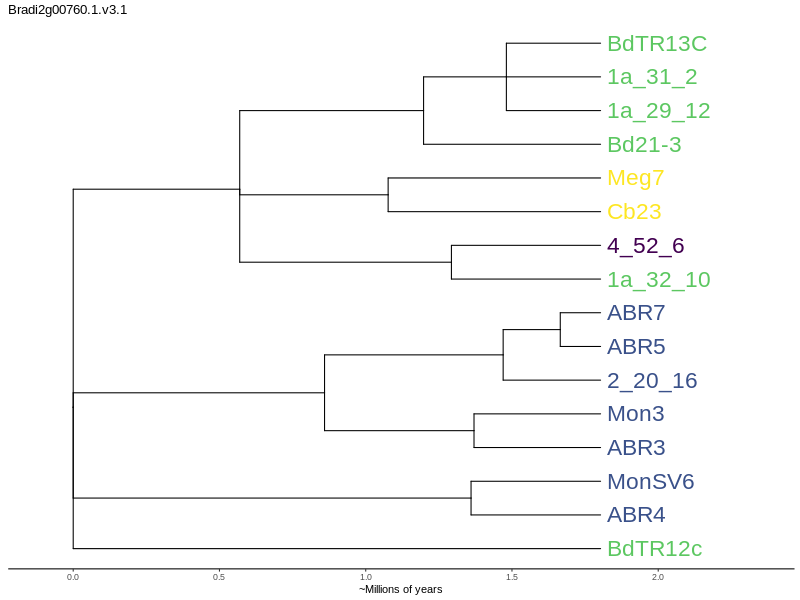 Bradi2g00760.1.v3.1
BdTR13C
1a_31_2
1a_29_12
Bd21-3
Meg7
Cb23
4_52_6
1a_32_10
ABR7
ABR5
2_20_16
Mon3
ABR3
MonSV6
ABR4
BdTR12c
0.0 0.5 1.0 1.5 2.0
~Millions of years